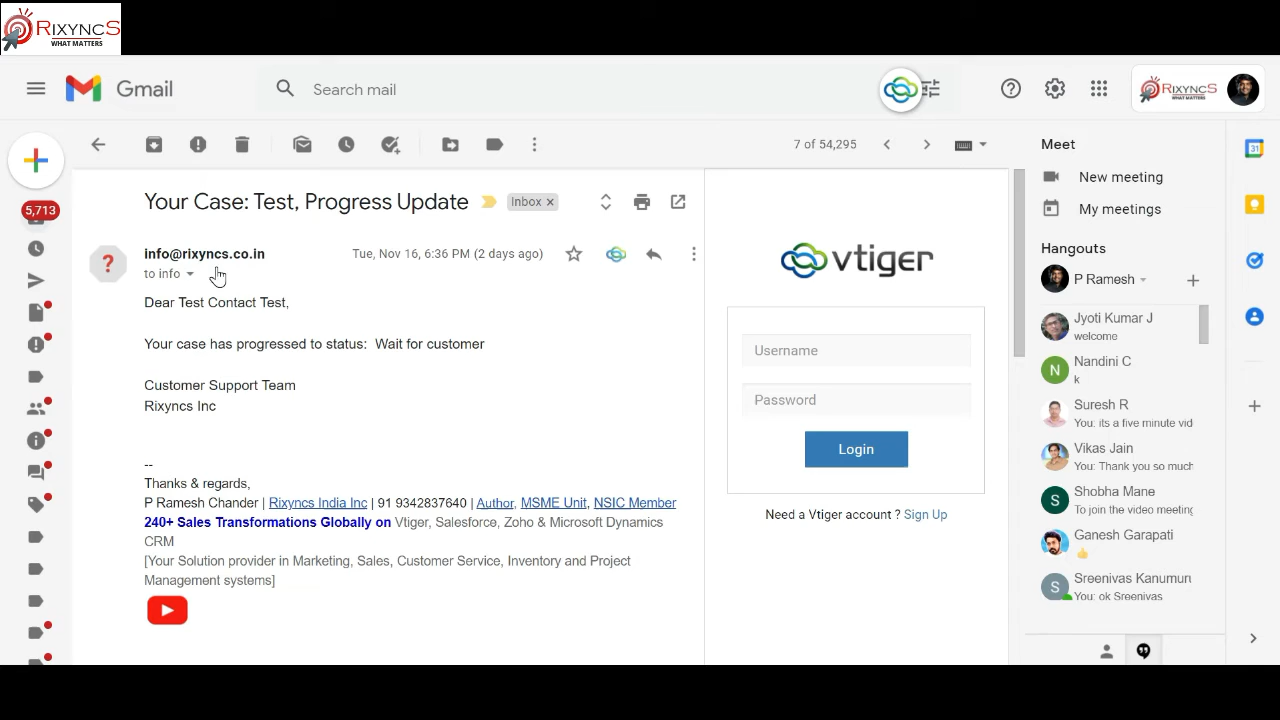 RIXYNCS
WHAT MATTERS
Gmail
Search mail
RIXYNCS
WHAT MATTERS
7 of 54,295
5,713
Your Case: Test, Progress Update
Inbox ×
info@rixyncs.co.in
Tue, Nov 16, 6:36 PM (2 days ago)
to info
Dear Test Contact Test,
Your case has progressed to status:  Wait for customer
Customer Support Team
Rixyncs Inc
--
Thanks & regards,
P Ramesh Chander | Rixyncs India Inc | 91 9342837640 | Author, MSME Unit, NSIC Member
240+ Sales Transformations Globally on Vtiger, Salesforce, Zoho & Microsoft Dynamics
CRM
[Your Solution provider in Marketing, Sales, Customer Service, Inventory and Project
Management systems]
vtiger
Username
Password
Login
Need a Vtiger account ? Sign Up
Meet
New meeting
My meetings
Hangouts
P Ramesh
Jyoti Kumar J
welcome
Nandini C
k
Suresh R
You: its a five minute vid
Vikas Jain
You: Thank you so much
Shobha Mane
To join the video meeting
Ganesh Garapati
Sreenivas Kanumuru
You: ok Sreenivas
31
N
S
S